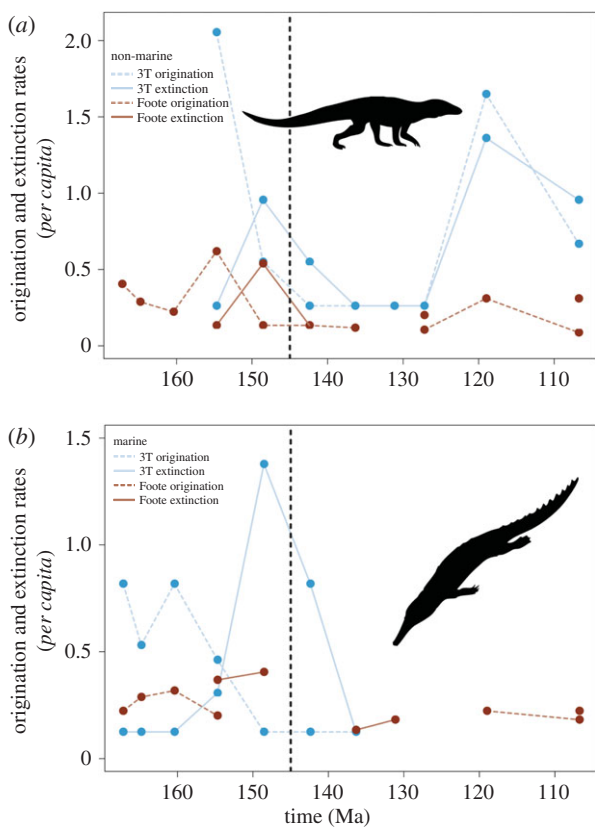 (a)
2.0
1.5
1.0
0.5
0
origination and extinction rates
(per capita)
non-marine
3T origination
3T extinction
Foote origination
Foote extinction
160 150 140 130 120 110
(b)
1.5
1.0
0.5
0
origination and extinction rates
(per capita)
marine
3T origination
3T extinction
Foote origination
Foote extinction
160 150 140 130 120 110
time (Ma)